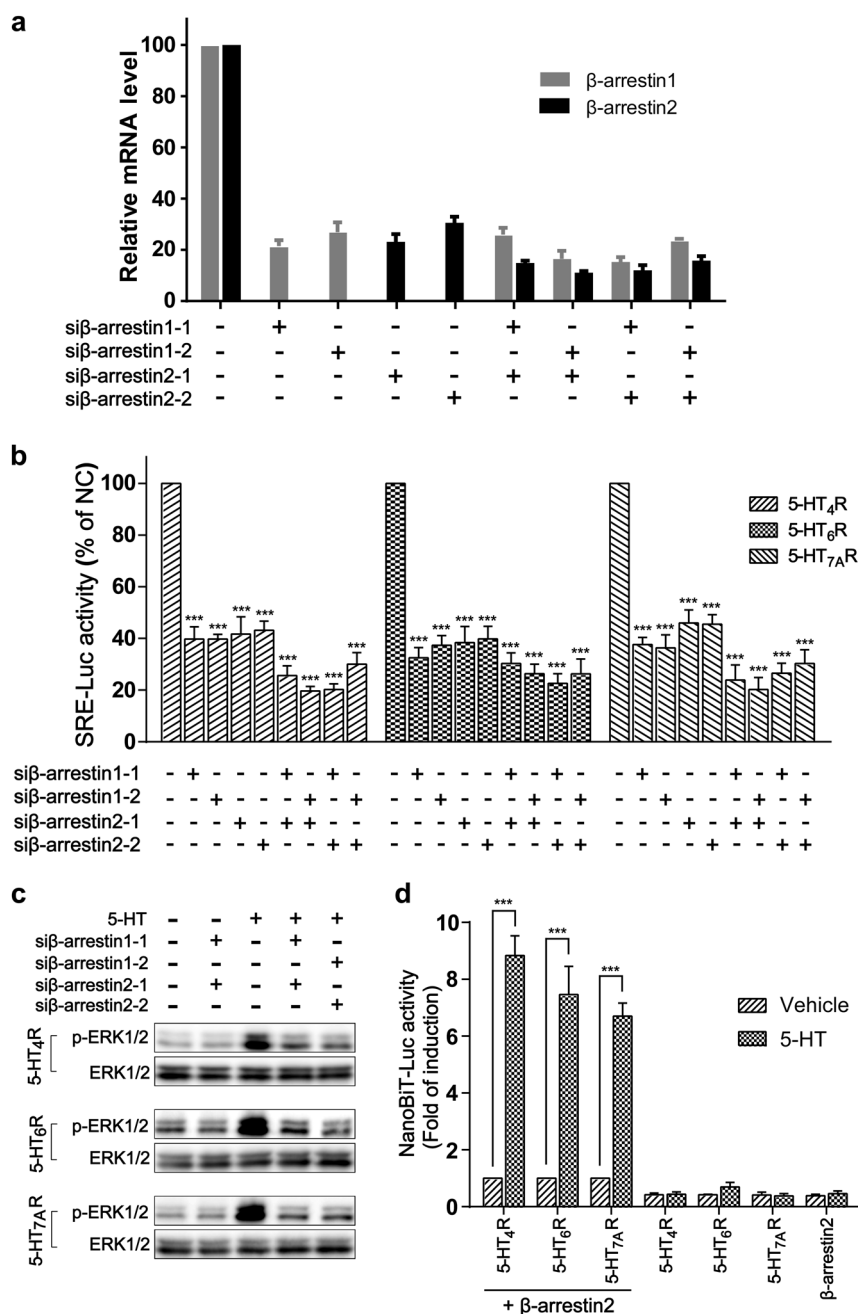 a
Relative mRNA level
100
80
60
40
20
0
β-arrestin1
β-arrestin2
siβ-arrestin1-1 - + - - - + - + -
siβ-arrestin1-2 - - + - - - + - +
siβ-arrestin2-1 - - - + - + + - -
siβ-arrestin2-2 - - - - + - - + +
b
SRE-Luc activity (% of NC)
100
80
60
40
20
0
*** *** *** *** *** *** *** ***
*** *** *** *** *** *** *** ***
*** *** *** *** *** *** *** ***
5-HT4R
5-HT6R
5-HT7AR
siβ-arrestin1-1 - + - - - + - + - - + - - - + - + - - + - - - + - + -
siβ-arrestin1-2 - - + - - - + - + - - + - - - + - + - - + - - - + - +
siβ-arrestin2-1 - - - + - + + - - - - - + - + + - - - - - + - + + - -
siβ-arrestin2-2 - - - - + - - + + - - - - + - - + + - - - - + - - + +
c
5-HT - - + + +
siβ-arrestin1-1 - + - + -
siβ-arrestin1-2 - - - - +
siβ-arrestin2-1 - + - + -
siβ-arrestin2-2 - - - - +
5-HT4R
p-ERK1/2
ERK1/2
5-HT6R
p-ERK1/2
ERK1/2
5-HT7AR
p-ERK1/2
ERK1/2
d
NanoBiT-Luc activity
(Fold of induction)
10
8
6
4
2
0
***
***
***
Vehicle
5-HT
5-HT4R
5-HT6R
5-HT7AR
5-HT4R
5-HT6R
5-HT7AR
β-arrestin2
+ β-arrestin2